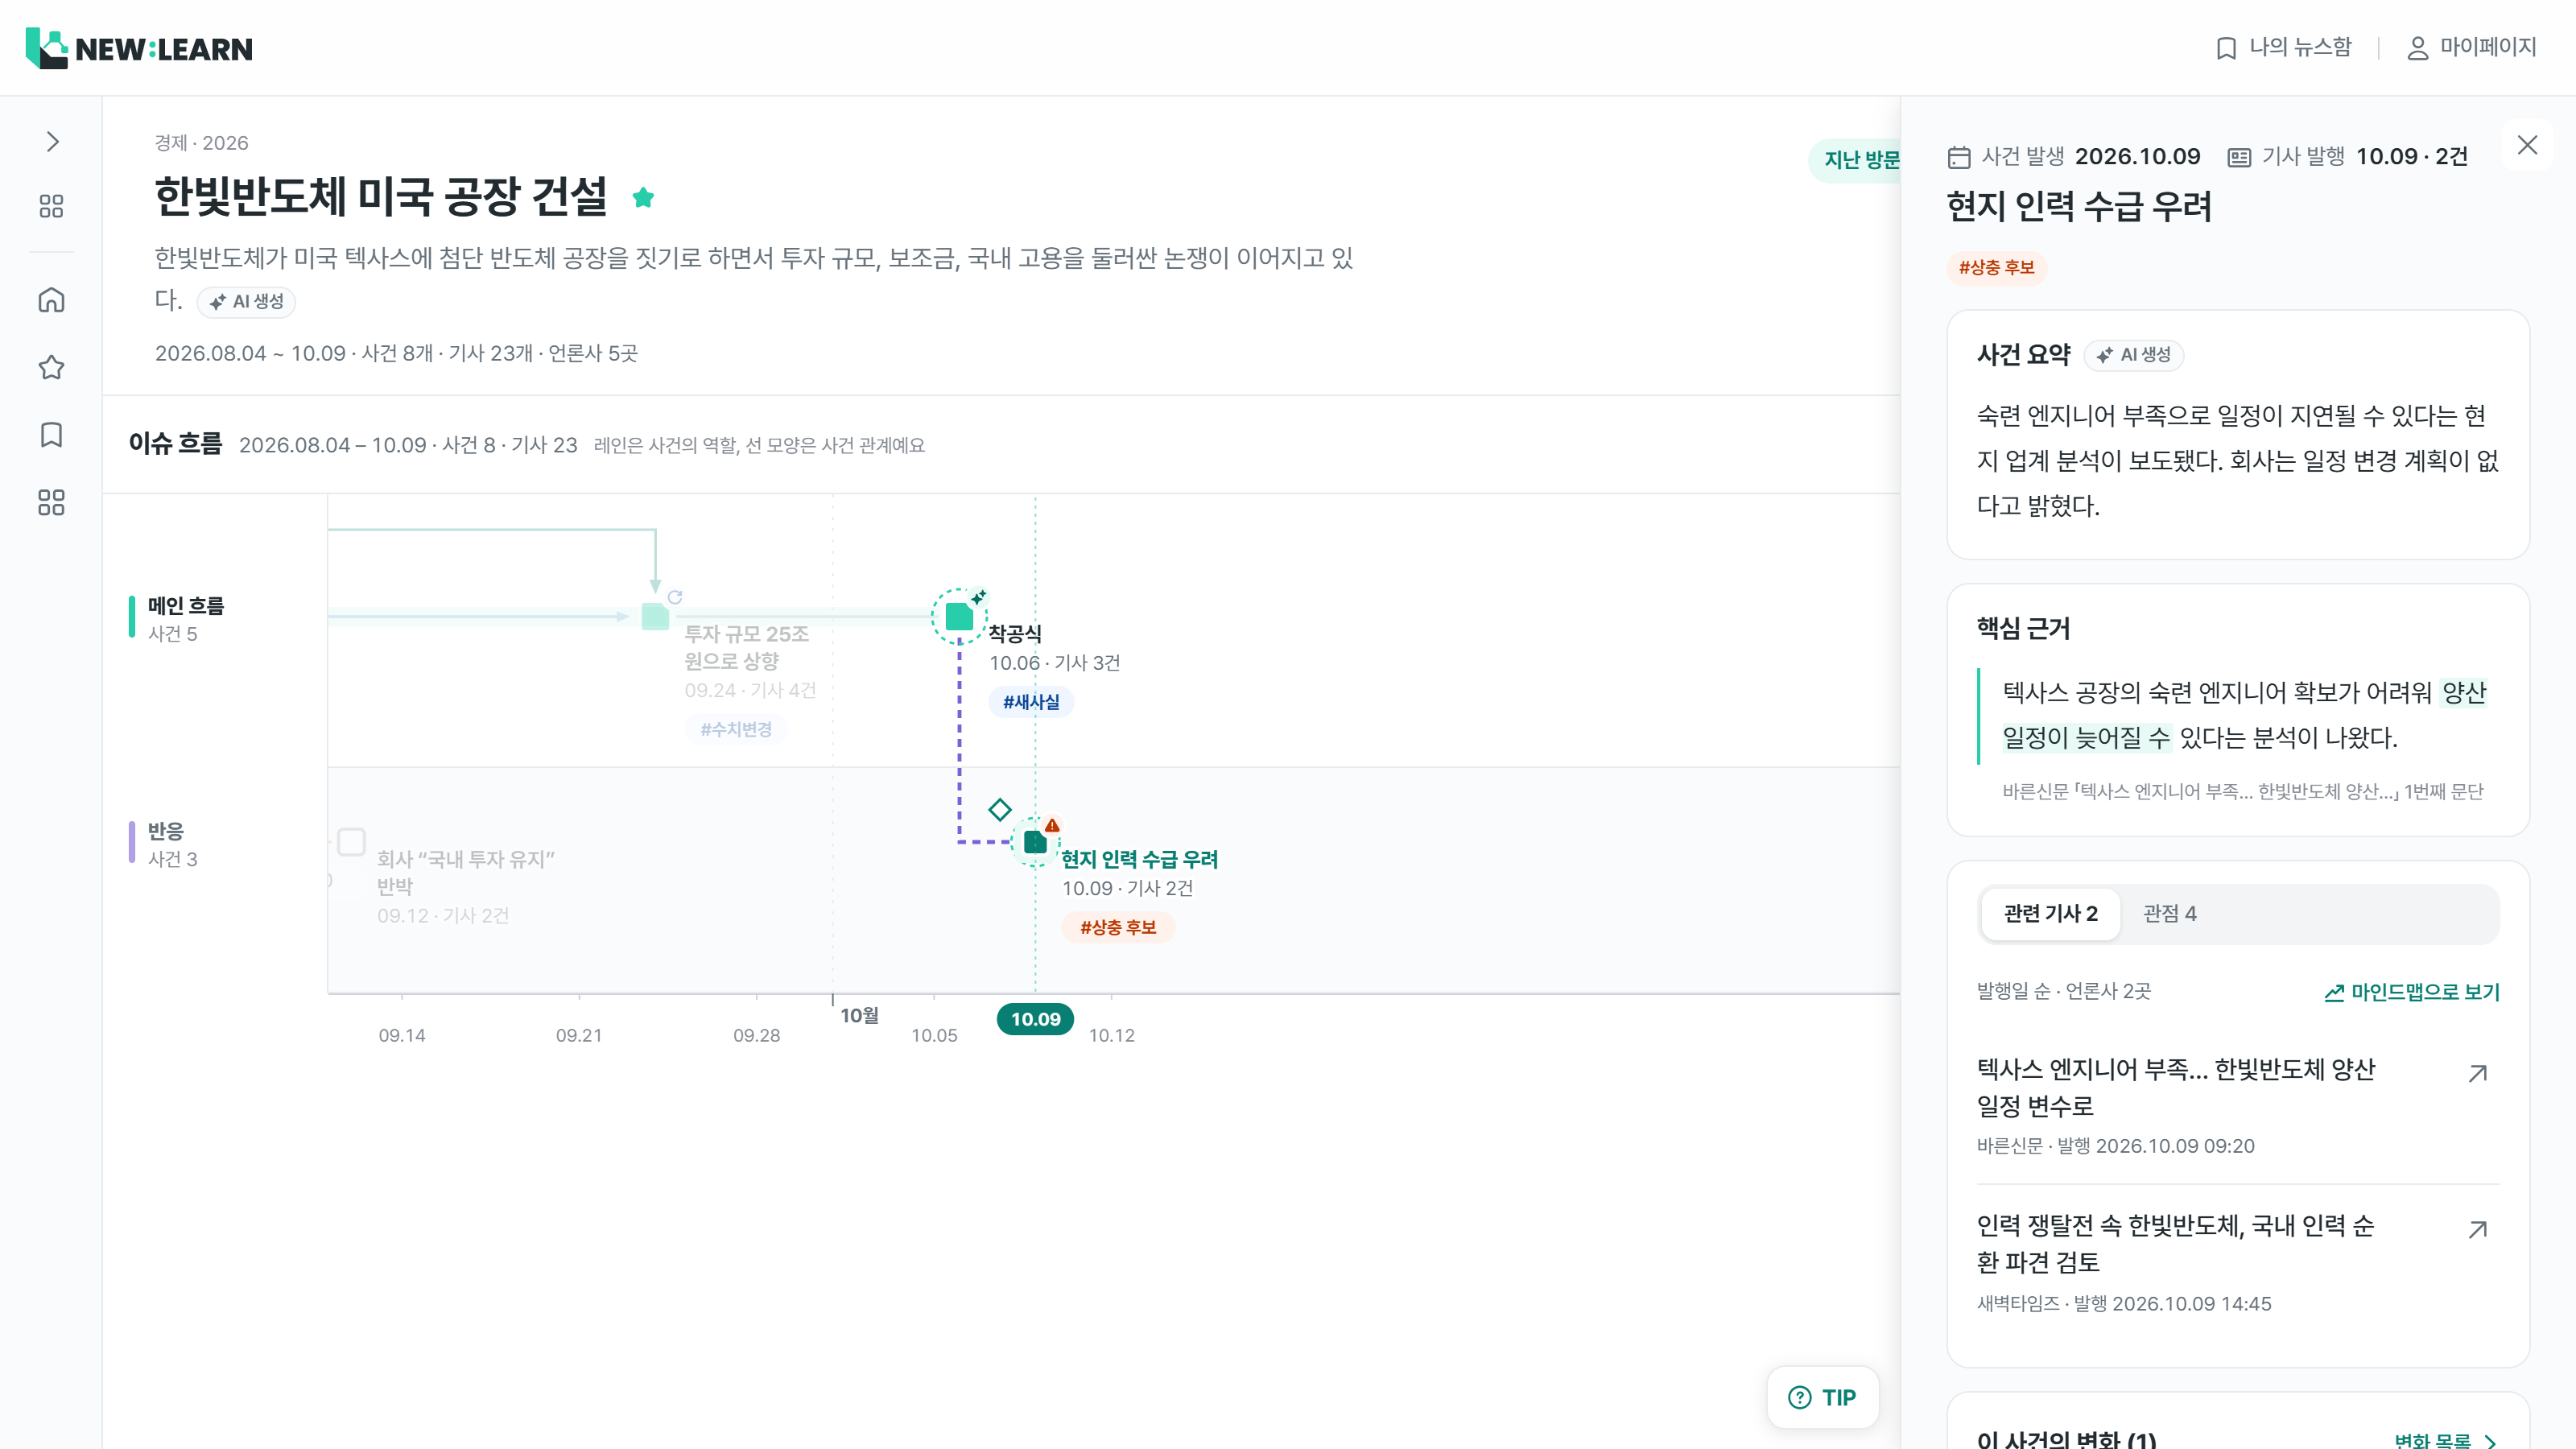 NEW:LEARN
나의 뉴스함
마이페이지
경제 · 2026
한빛반도체 미국 공장 건설
한빛반도체가 미국 텍사스에 첨단 반도체 공장을 짓기로 하면서 투자 규모, 보조금, 국내 고용을 둘러싼 논쟁이 이어지고 있
다. AI 생성
2026.08.04 ~ 10.09 · 사건 8개 · 기사 23개 · 언론사 5곳
지난 방문
이슈 흐름 2026.08.04 – 10.09 · 사건 8 · 기사 23 레인은 사건의 역할, 선 모양은 사건 관계예요
메인 흐름
사건 5
투자 규모 25조
원으로 상향
09.24 · 기사 4건
#수치변경
착공식
10.06 · 기사 3건
#새사실
반응
사건 3
회사 “국내 투자 유지”
반박
09.12 · 기사 2건
현지 인력 수급 우려
10.09 · 기사 2건
#상충 후보
09.14
09.21
09.28
10월
10.05
10.09
10.12
TIP
사건 발생 2026.10.09 기사 발행 10.09 · 2건
현지 인력 수급 우려
#상충 후보
사건 요약 AI 생성
숙련 엔지니어 부족으로 일정이 지연될 수 있다는 현
지 업계 분석이 보도됐다. 회사는 일정 변경 계획이 없
다고 밝혔다.
핵심 근거
텍사스 공장의 숙련 엔지니어 확보가 어려워 양산
일정이 늦어질 수 있다는 분석이 나왔다.
바른신문 「텍사스 엔지니어 부족… 한빛반도체 양산…」 1번째 문단
관련 기사 2
관점 4
발행일 순 · 언론사 2곳
마인드맵으로 보기
텍사스 엔지니어 부족… 한빛반도체 양산
일정 변수로
바른신문 · 발행 2026.10.09 09:20
인력 쟁탈전 속 한빛반도체, 국내 인력 순
환 파견 검토
새벽타임즈 · 발행 2026.10.09 14:45
이 사건의 변화 (1)
변화 목록